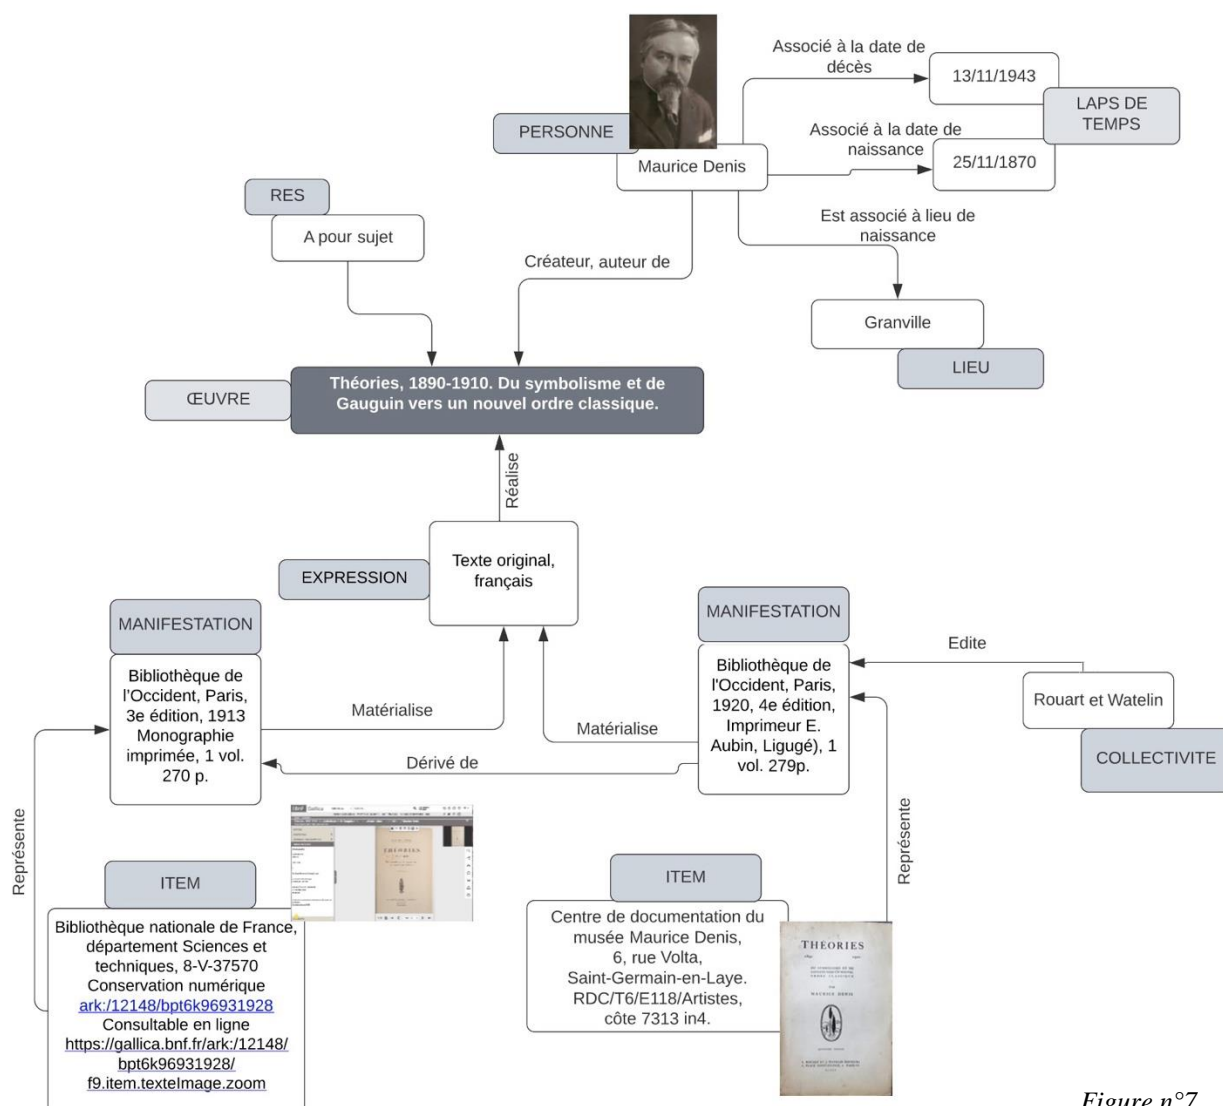 Associé à la date de
décès
13/11/1943
LAPS DE
TEMPS
PERSONNE
Associé à la date de
naissance
25/11/1870
Maurice Denis
RES
A pour sujet
Est associé à lieu de
naissance
Créateur, auteur de
Granville
LIEU
ŒUVRE
Théories, 1890-1910. Du symbolisme et de
Gauguin vers un nouvel ordre classique.
Réalise
EXPRESSION
Texte original,
français
MANIFESTATION
Bibliothèque de
l'Occident, Paris,
3e édition, 1913
Monographie
imprimée, 1 vol.
270 p.
Matérialise
MANIFESTATION
Bibliothèque de
l'Occident, Paris,
1920, 4e édition,
Imprimeur E.
Aubin, Ligugé), 1
vol. 279p.
Matérialise
Edite
Rouart et Watelin
COLLECTIVITE
Dérivé de
Représente
Représente
ITEM
Bibliothèque nationale de France,
département Sciences et
techniques, 8-V-37570
Conservation numérique
ark:/12148/bpt6k96931928
Consultable en ligne
https://gallica.bnf.fr/ark:/12148/
bpt6k96931928/
f9.item.texteImage.zoom
Gallica
THÉORIES
ITEM
Centre de documentation du
musée Maurice Denis,
6, rue Volta,
Saint-Germain-en-Laye.
RDC/T6/E118/Artistes,
côte 7313 in4.
THÉORIES
MAURICE DENIS
Figure n°7